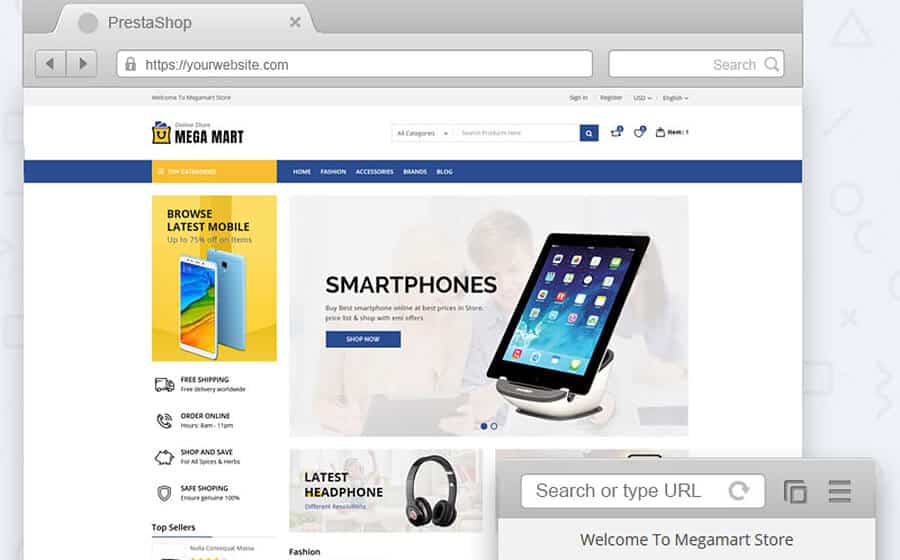 PrestaShop
https://yourwebsite.com
Search
Welcome To Megamart Store
Sign in Register USD English
Online Store
MEGA MART
All Categories
Search Products Here
Item : 1
TOP CATEGORIES
HOME FASHION ACCESSORIES BRANDS BLOG
BROWSE
LATEST MOBILE
Up to 75% off on Items
SMARTPHONES
Buy Best smartphone online at best prices in Store.
price list & shop with emi offers
SHOP NOW
FREE SHIPPING
Free delivery worldwide
ORDER ONLINE
Hours: 8am - 11pm
SHOP AND SAVE
For All Spices & Herbs
SAFE SHOPING
Ensure genuine 100%
LATEST
HEADPHONE
Different Resolutions
Top Sellers
Nulla Comnquat Massa
Fashion
Search or type URL
Welcome To Megamart Store